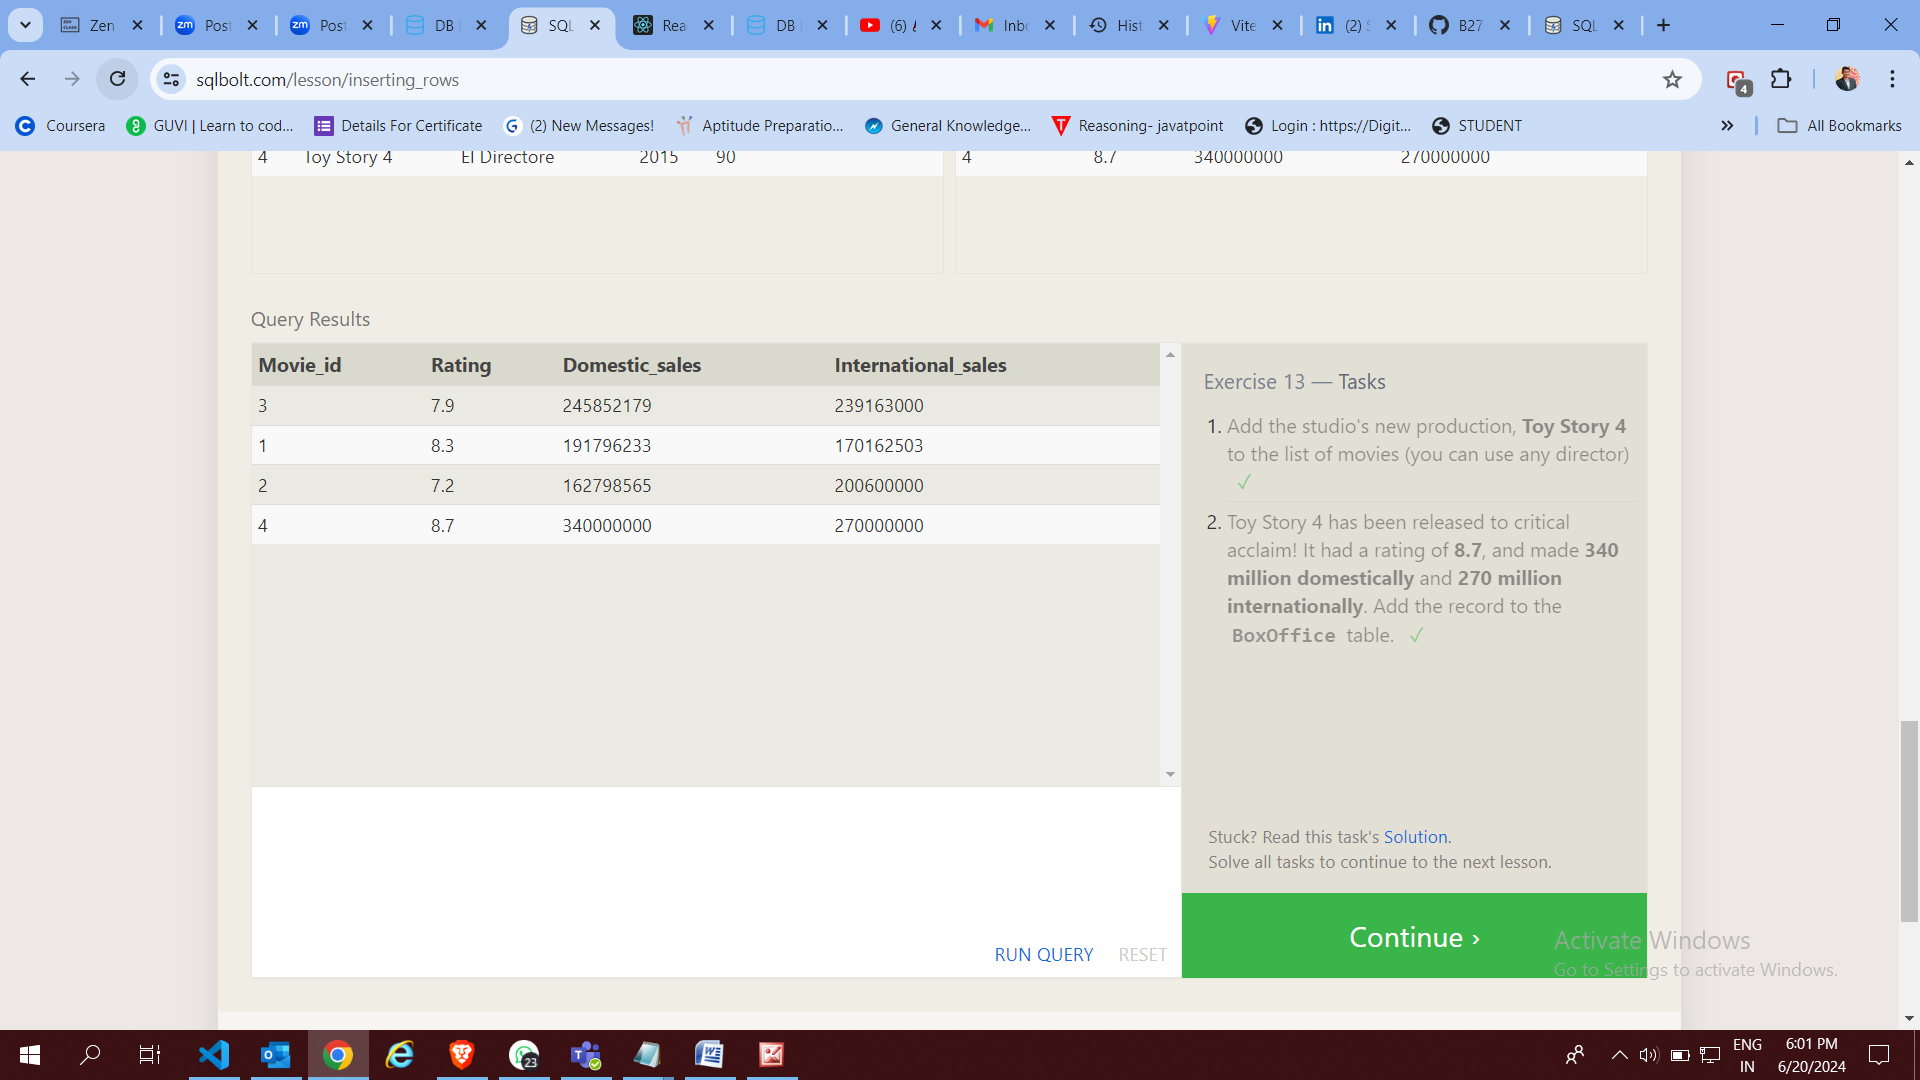 Zen
Post
Post
DB
SQL
Rea
DB
(6)
Inbo
Hist
Vite
(2) S
B27
SQL
sqlbolt.com/lesson/inserting_rows
4
Coursera
GUVI | Learn to cod...
Details For Certificate
(2) New Messages!
Aptitude Preparatio...
General Knowledge...
Reasoning- javatpoint
Login : https://Digit...
STUDENT
All Bookmarks
4 Toy Story 4 El Directore 2015 90
4 8.7 340000000 270000000
Query Results
Movie_id Rating Domestic_sales International_sales
3 7.9 245852179 239163000
1 8.3 191796233 170162503
2 7.2 162798565 200600000
4 8.7 340000000 270000000
Exercise 13 — Tasks
1. Add the studio's new production, Toy Story 4
to the list of movies (you can use any director)
✓
2. Toy Story 4 has been released to critical
acclaim! It had a rating of 8.7, and made 340
million domestically and 270 million
internationally. Add the record to the
BoxOffice table. ✓
Stuck? Read this task's Solution.
Solve all tasks to continue to the next lesson.
RUN QUERY RESET
Continue ›
Activate Windows
Go to Settings to activate Windows.
23
ENG
IN
6:01 PM
6/20/2024